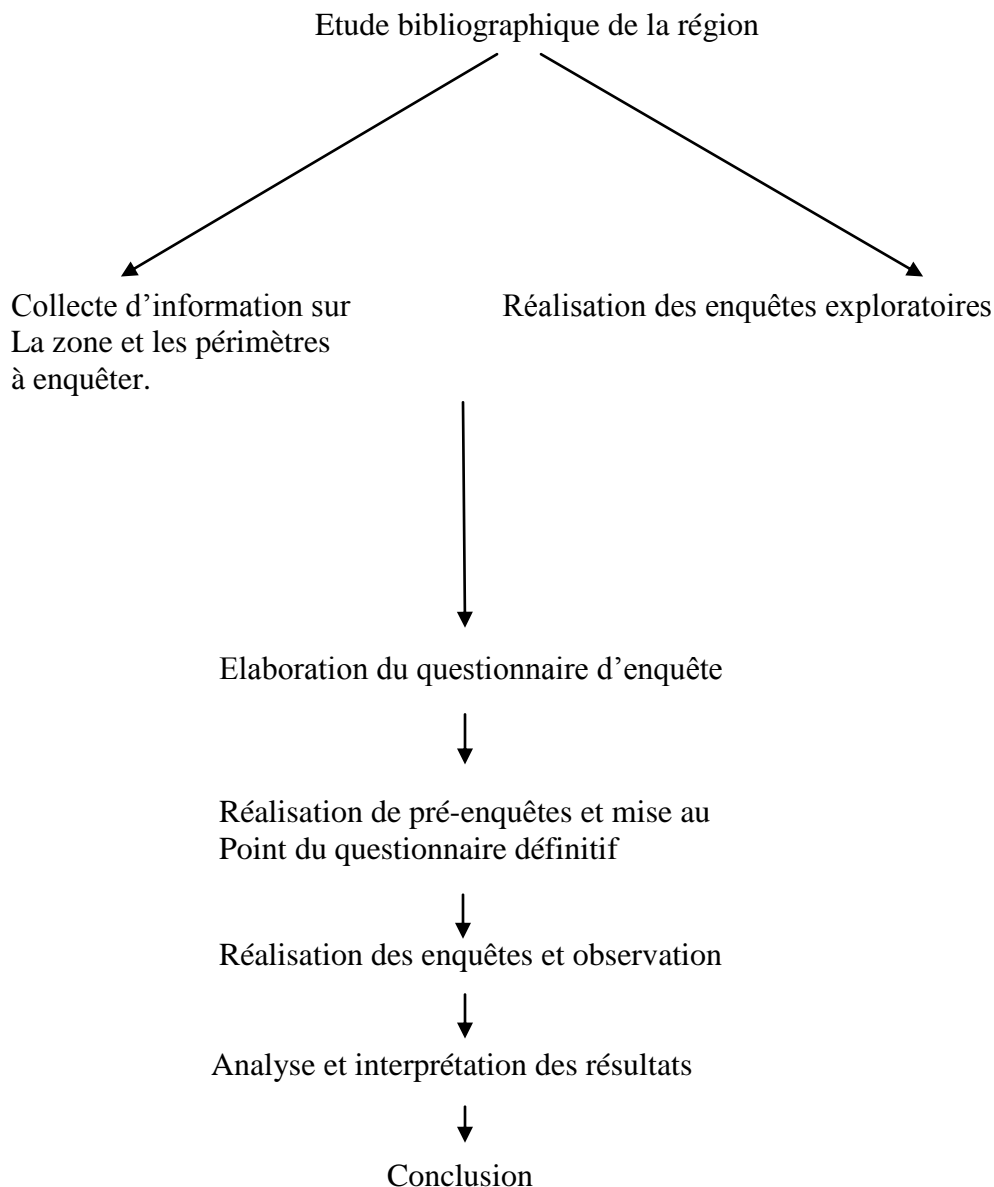 Etude bibliographique de la région
Collecte d’information sur
La zone et les périmètres
à enquêter.
Réalisation des enquêtes exploratoires
Elaboration du questionnaire d’enquête
Réalisation de pré-enquêtes et mise au
Point du questionnaire définitif
Réalisation des enquêtes et observation
Analyse et interprétation des résultats
Conclusion